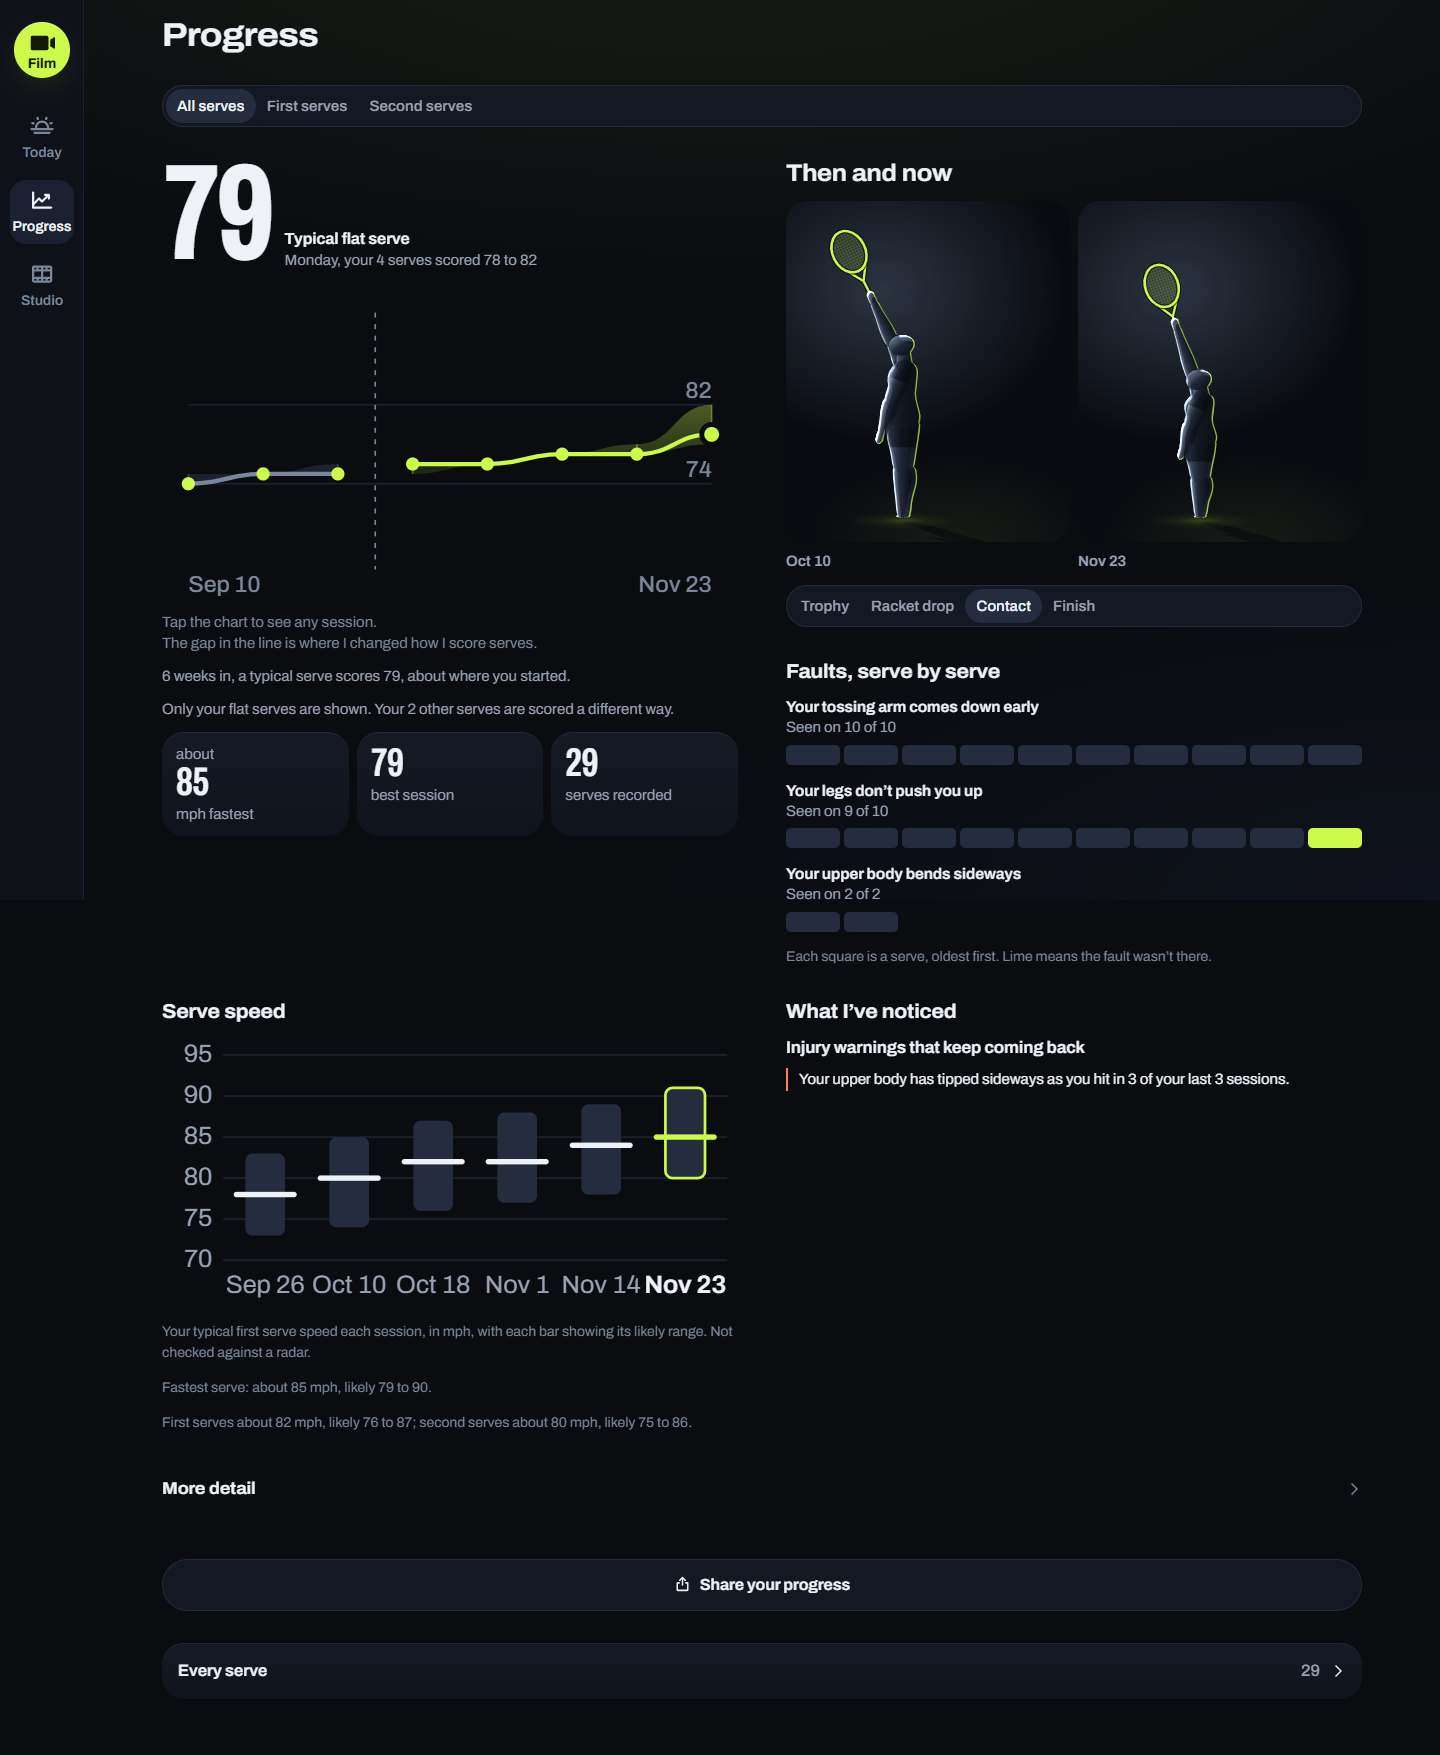 Film
Today
Progress
Studio
Progress
All serves
First serves
Second serves
79
Typical flat serve
Monday, your 4 serves scored 78 to 82
82
74
Sep 10
Nov 23
Tap the chart to see any session.
The gap in the line is where I changed how I score serves.
6 weeks in, a typical serve scores 79, about where you started.
Only your flat serves are shown. Your 2 other serves are scored a different way.
about
85
mph fastest
79
best session
29
serves recorded
Then and now
Oct 10
Nov 23
Trophy
Racket drop
Contact
Finish
Faults, serve by serve
Your tossing arm comes down early
Seen on 10 of 10
Your legs don’t push you up
Seen on 9 of 10
Your upper body bends sideways
Seen on 2 of 2
Each square is a serve, oldest first. Lime means the fault wasn’t there.
Serve speed
95
90
85
80
75
70
Sep 26
Oct 10
Oct 18
Nov 1
Nov 14
Nov 23
Your typical first serve speed each session, in mph, with each bar showing its likely range. Not
checked against a radar.
Fastest serve: about 85 mph, likely 79 to 90.
First serves about 82 mph, likely 76 to 87; second serves about 80 mph, likely 75 to 86.
What I’ve noticed
Injury warnings that keep coming back
Your upper body has tipped sideways as you hit in 3 of your last 3 sessions.
More detail
Share your progress
Every serve
29